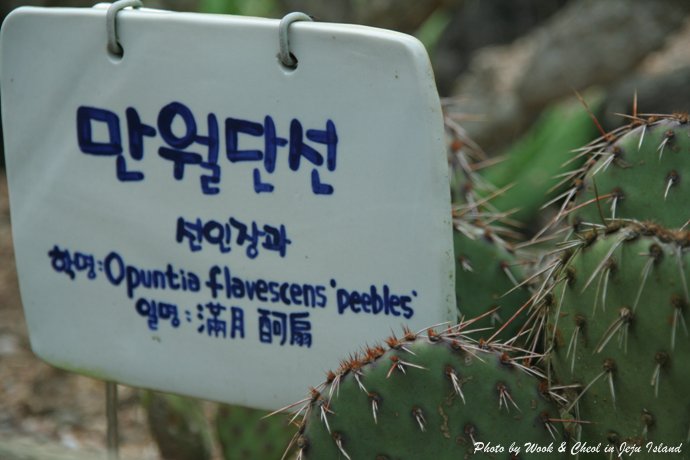 만월단선
선인장과
학명:Opuntia flavescens 'peebles'
일명:滿月 團扇
Photo by Wook & Cheol in Jeju Island